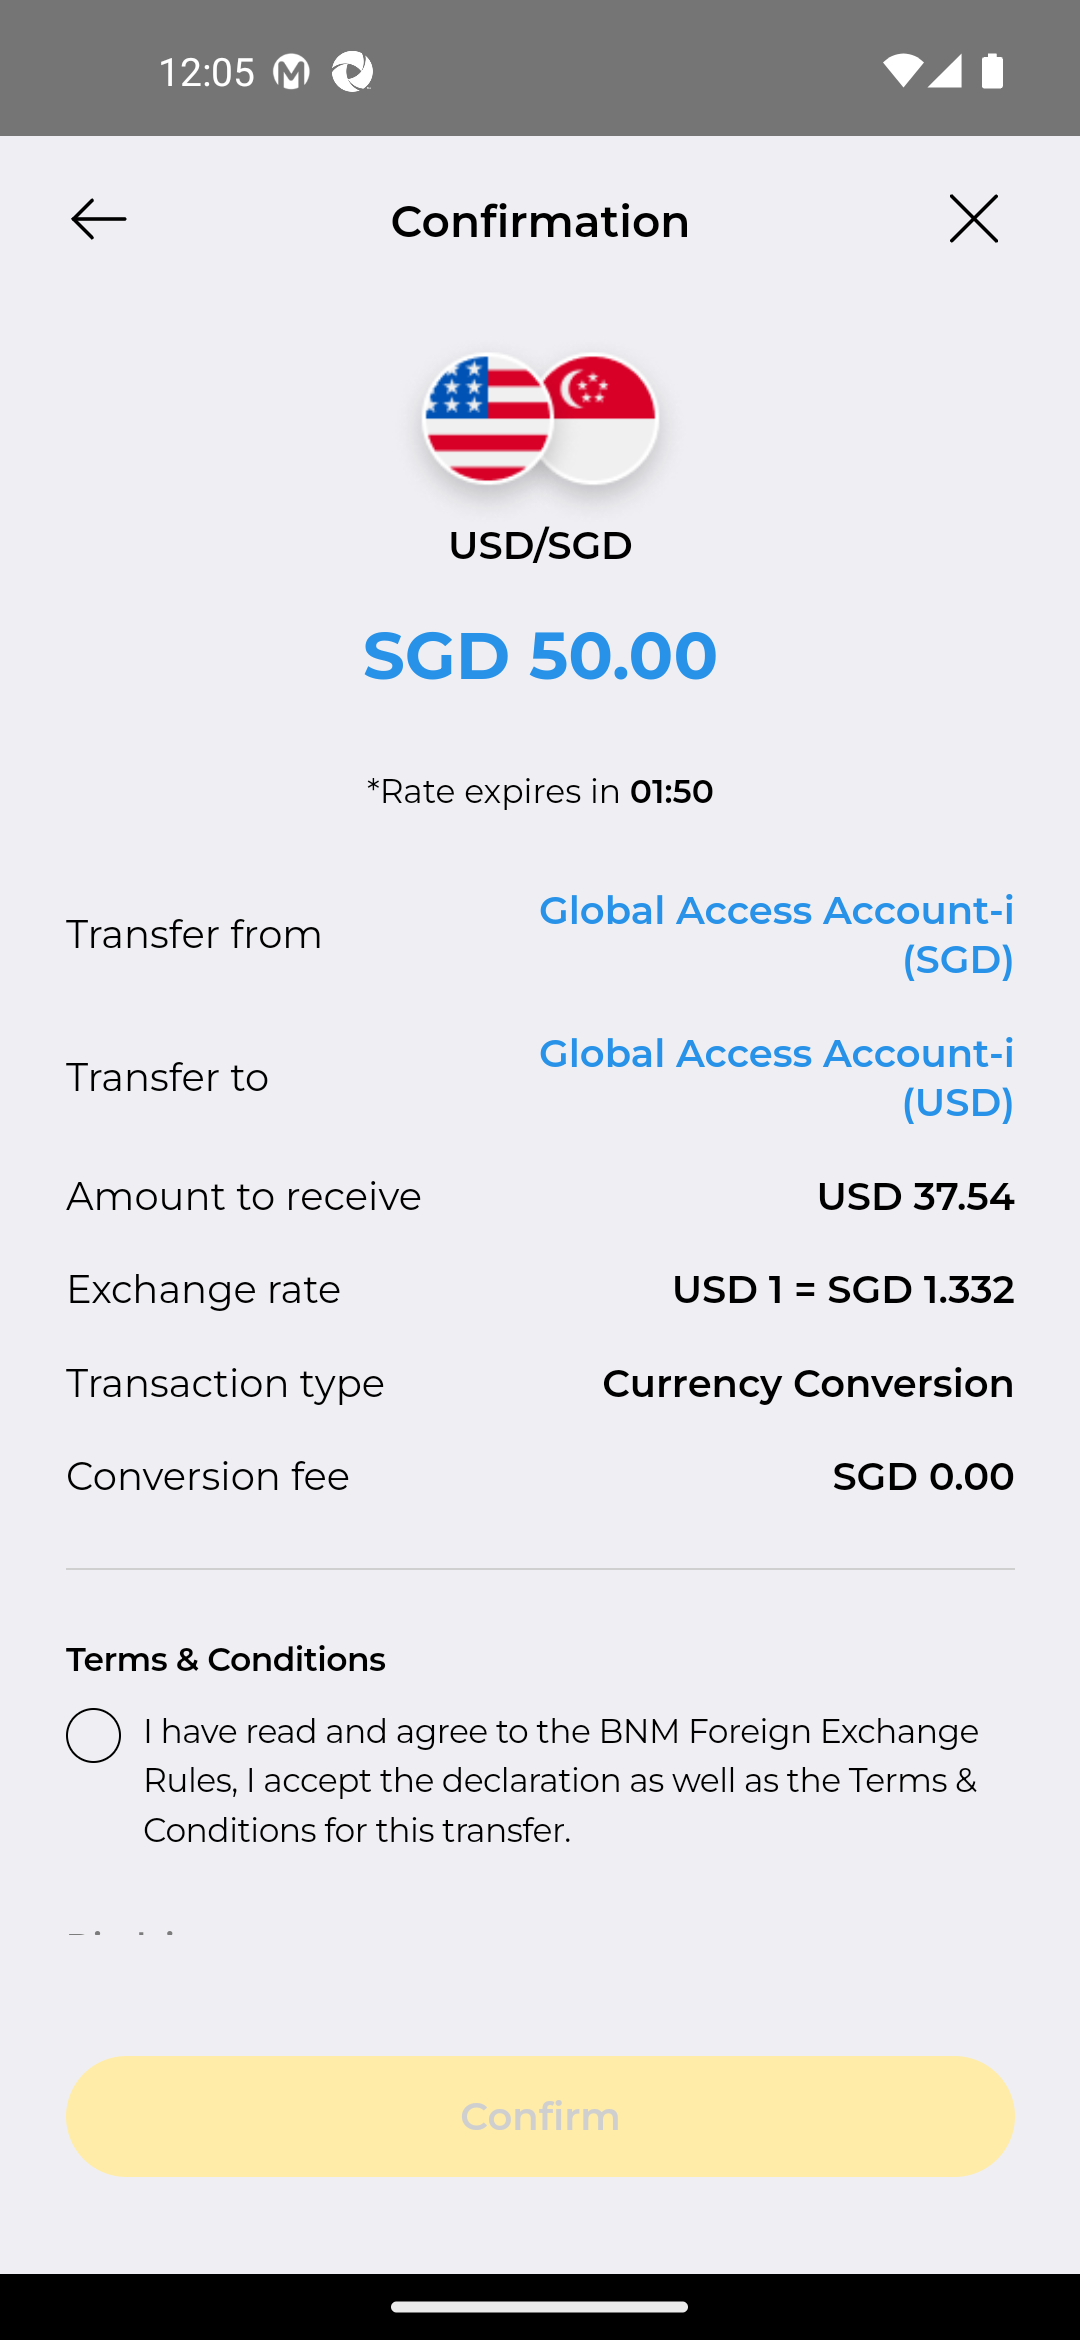 12:05
Confirmation
USD/SGD
SGD 50.00
*Rate expires in 01:50
Transfer from
Global Access Account-i
(SGD)
Transfer to
Global Access Account-i
(USD)
Amount to receive
USD 37.54
Exchange rate
USD 1 = SGD 1.332
Transaction type
Currency Conversion
Conversion fee
SGD 0.00
Terms & Conditions
I have read and agree to the BNM Foreign Exchange
Rules, I accept the declaration as well as the Terms &
Conditions for this transfer.
Confirm